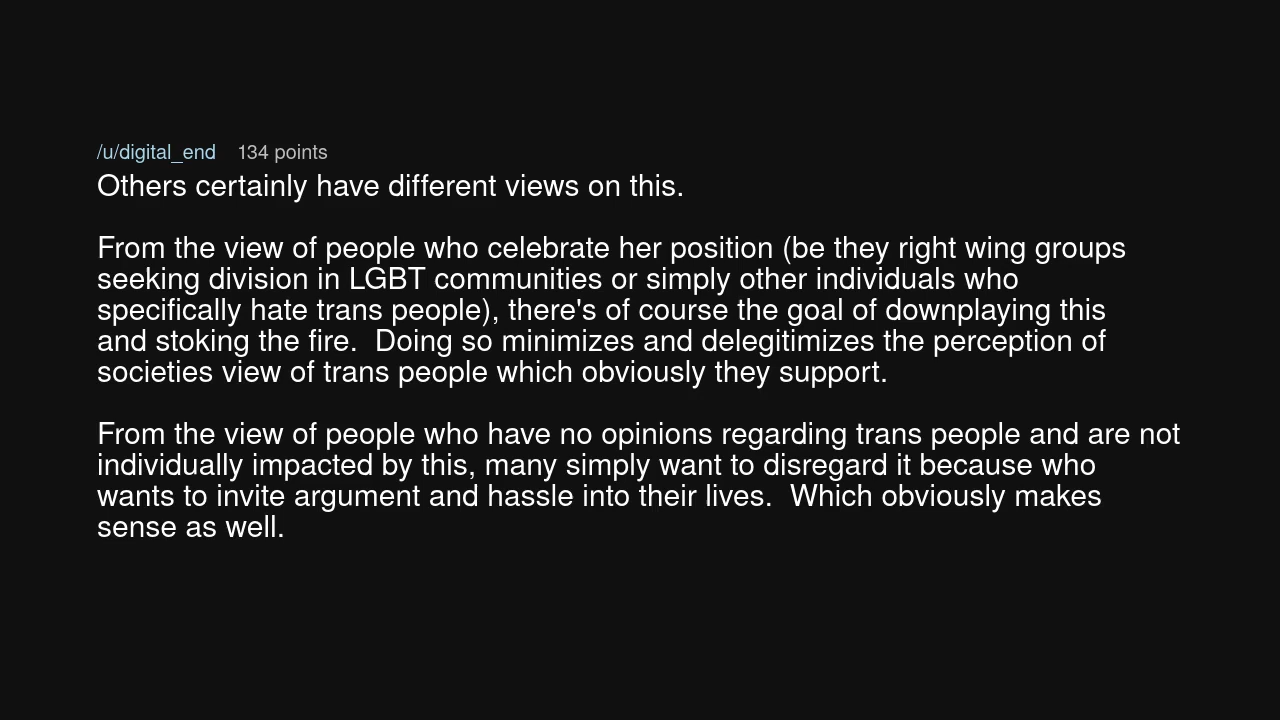 /u/digital_end 134 points
Others certainly have different views on this.
From the view of people who celebrate her position (be they right wing groups
seeking division in LGBT communities or simply other individuals who
specifically hate trans people), there's of course the goal of downplaying this
and stoking the fire.  Doing so minimizes and delegitimizes the perception of
societies view of trans people which obviously they support.
From the view of people who have no opinions regarding trans people and are not
individually impacted by this, many simply want to disregard it because who
wants to invite argument and hassle into their lives.  Which obviously makes
sense as well.